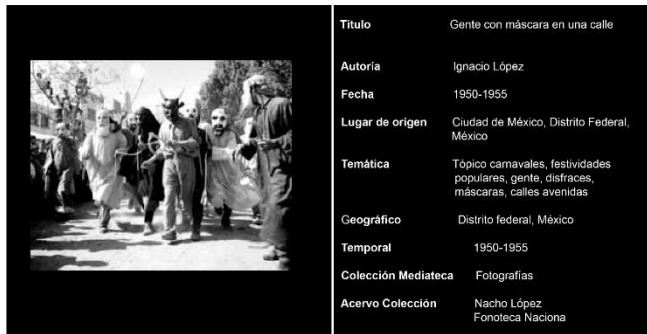 Título Gente con máscara en una calle
Autoría Ignacio López
Fecha 1950-1955
Lugar de origen Ciudad de México, Distrito Federal,
México
Temática Tópico carnavales, festividades
populares, gente, disfraces,
máscaras, calles avenidas
Geográfico Distrito federal, México
Temporal 1950-1955
Colección Mediateca Fotografías
Acervo Colección Nacho López
Fonoteca Naciona